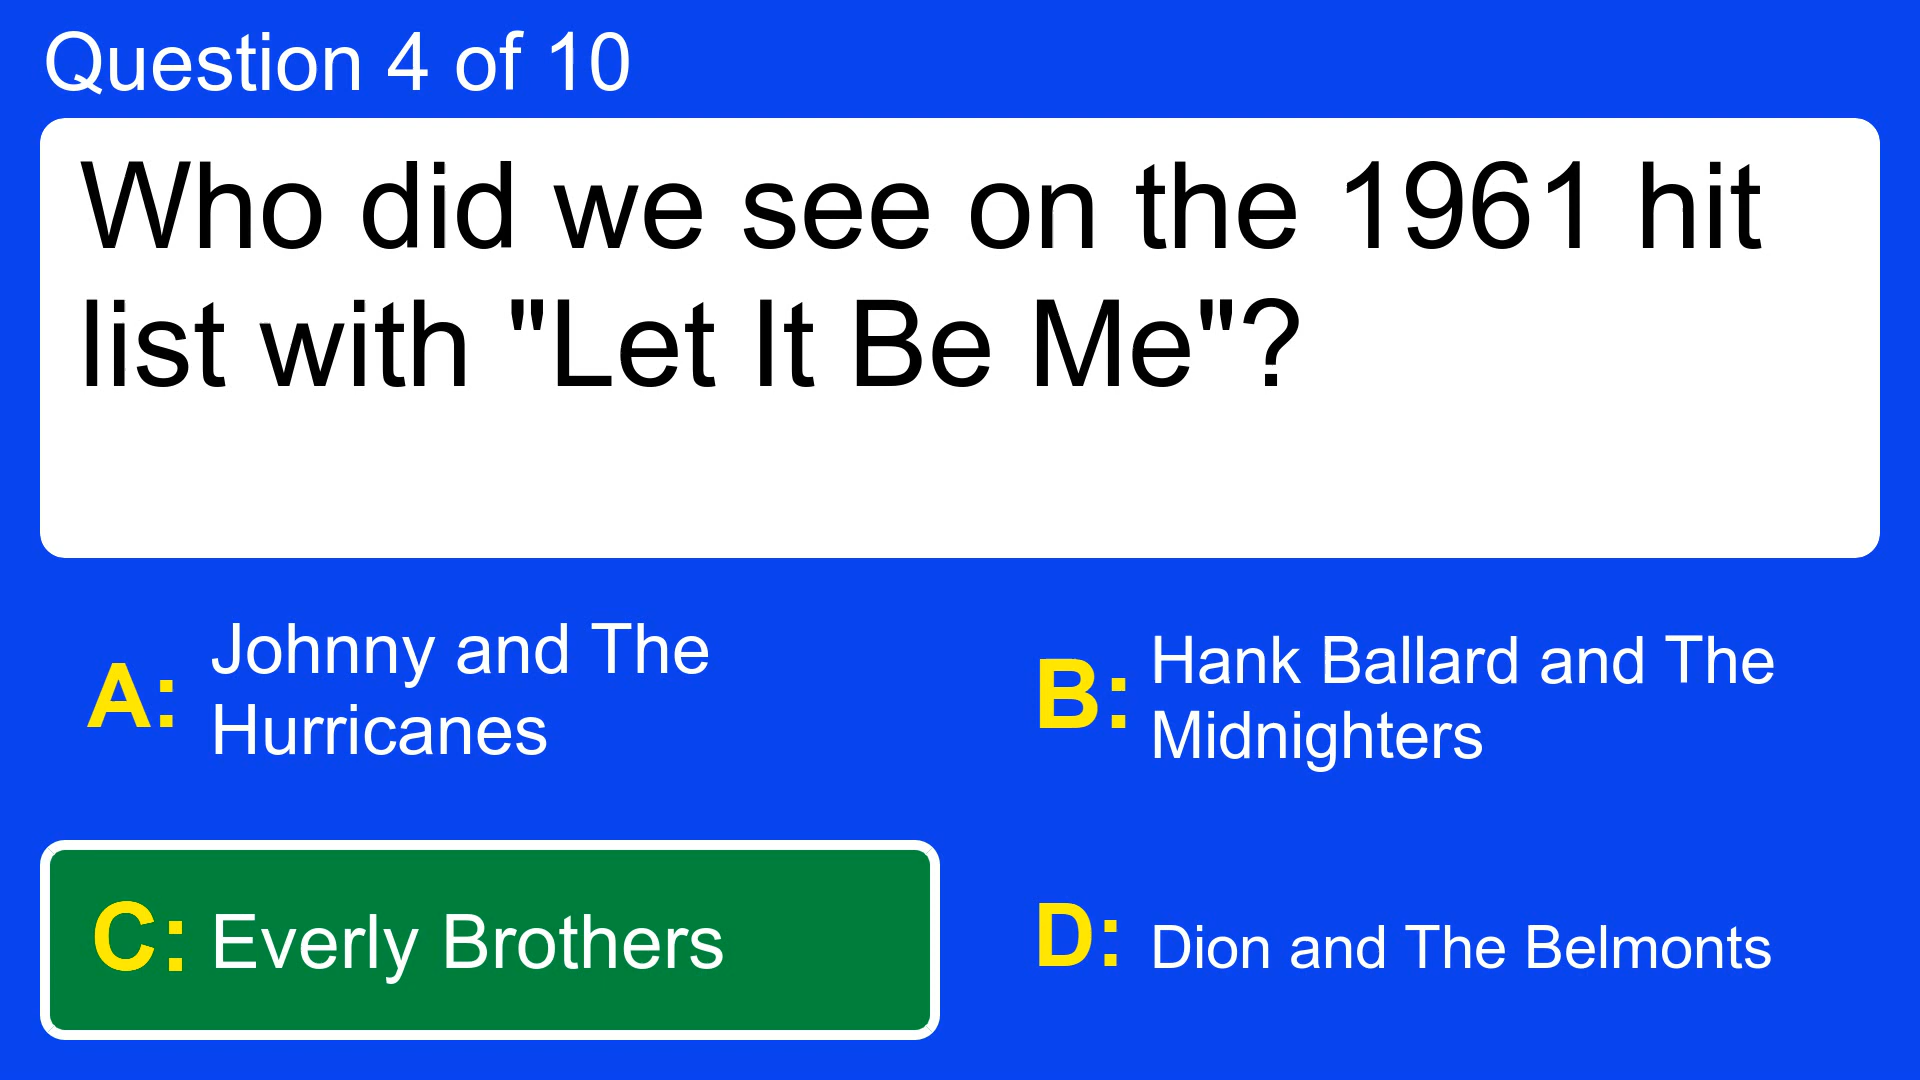 Question 4 of 10
Who did we see on the 1961 hit
list with "Let It Be Me"?
A: Johnny and The
Hurricanes
B: Hank Ballard and The
Midnighters
C: Everly Brothers
D: Dion and The Belmonts